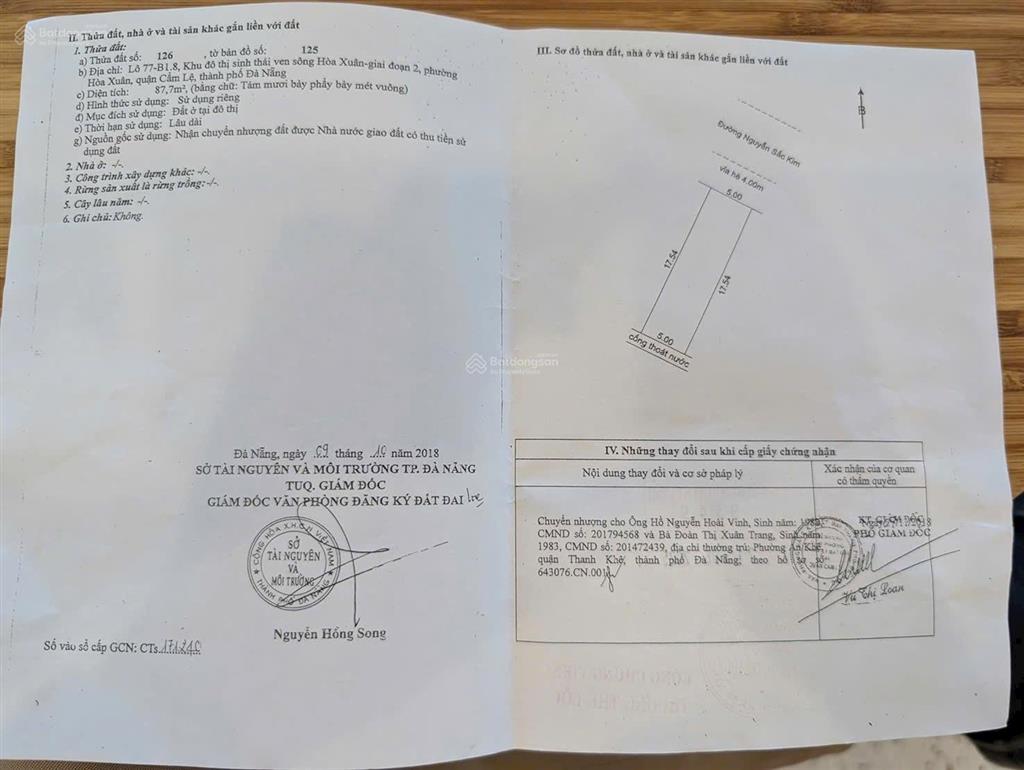 II. Thửa đất, nhà ở và tài sản khác gắn liền với đất
1. Thửa đất:
a) Thửa đất số: 126 , tờ bản đồ số: 125
b) Địa chỉ: Lô 77-B1.8, Khu đô thị sinh thái ven sông Hòa Xuân-giai đoạn 2, phường
Hòa Xuân, quận Cẩm Lệ, thành phố Đà Nẵng
c) Diện tích: 87,7m², (bằng chữ: Tám mươi bảy phẩy bảy mét vuông)
d) Hình thức sử dụng: Sử dụng riêng
đ) Mục đích sử dụng: Đất ở tại đô thị
e) Thời hạn sử dụng: Lâu dài
g) Nguồn gốc sử dụng: Nhận chuyển nhượng đất được Nhà nước giao đất có thu tiền sử
dụng đất
2. Nhà ở: -/-.
3. Công trình xây dựng khác: -/-.
4. Rừng sản xuất là rừng trồng: -/-.
5. Cây lâu năm: -/-.
6. Ghi chú: Không.
Đà Nẵng, ngày 09 tháng 10 năm 2018
SỞ TÀI NGUYÊN VÀ MÔI TRƯỜNG TP. ĐÀ NẴNG
TUQ. GIÁM ĐỐC
GIÁM ĐỐC VĂN PHÒNG ĐĂNG KÝ ĐẤT ĐAI
CỘNG HÒA X.H.C.N VIỆT NAM
SỞ
TÀI NGUYÊN
VÀ
MÔI TRƯỜNG
THÀNH PHỐ ĐÀ NẴNG
Nguyễn Hồng Song
Số vào sổ cấp GCN: CTs 171240
III. Sơ đồ thửa đất, nhà ở và tài sản khác gắn liền với đất
B
Đường Nguyễn Sắc Kim
vỉa hè 4.00m
5.00
17.54
17.54
5.00
cống thoát nước
Batdongsan
IV. Những thay đổi sau khi cấp giấy chứng nhận
Nội dung thay đổi và cơ sở pháp lý
Xác nhận của cơ quan
có thẩm quyền
Chuyển nhượng cho Ông Hồ Nguyễn Hoài Vinh, Sinh năm: 1982,
CMND số: 201794568 và Bà Đoàn Thị Xuân Trang, Sinh năm:
1983, CMND số: 201472439, địa chỉ thường trú: Phường An Khê,
quận Thanh Khê, thành phố Đà Nẵng; theo hồ sơ số
643076.CN.001
KT. GIÁM ĐỐC
PHÓ GIÁM ĐỐC
Vũ Thị Loan